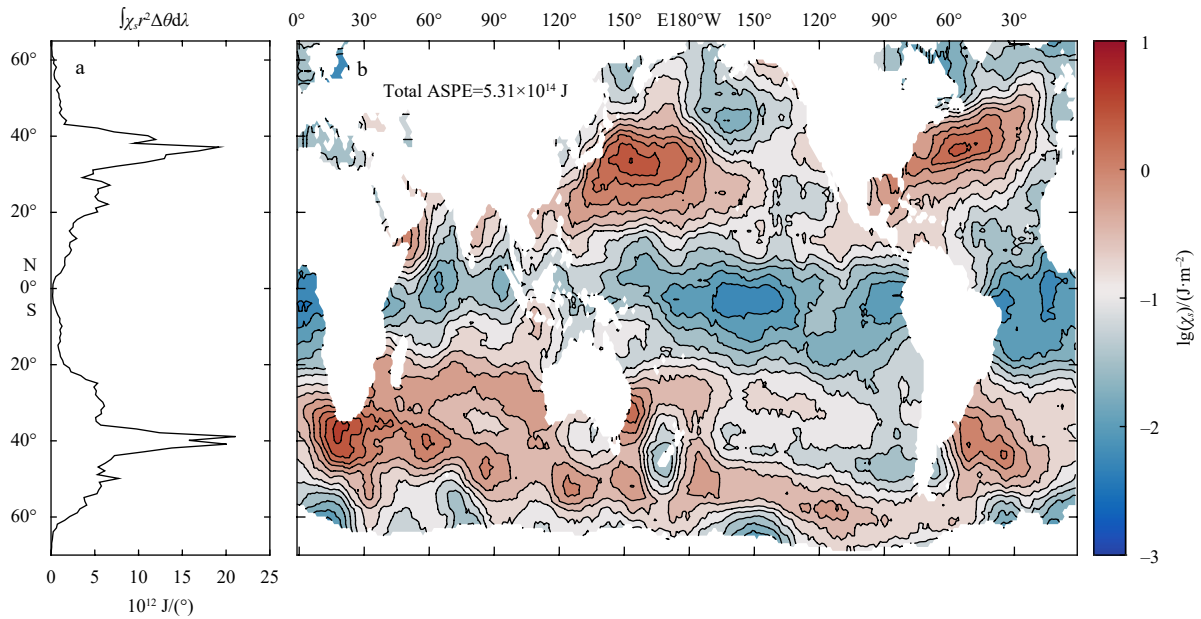 ∫χₛr²Δθdλ
0° 30° 60° 90° 120° 150° E180°W 150° 120° 90° 60° 30°
60°
40°
20°
N
0°
S
20°
40°
60°
a
b
Total ASPE=5.31×10¹⁴ J
0 5 10 15 20 25
10¹² J/(°)
1
0
−1
−2
−3
lg(χₛ)/(J·m⁻²)